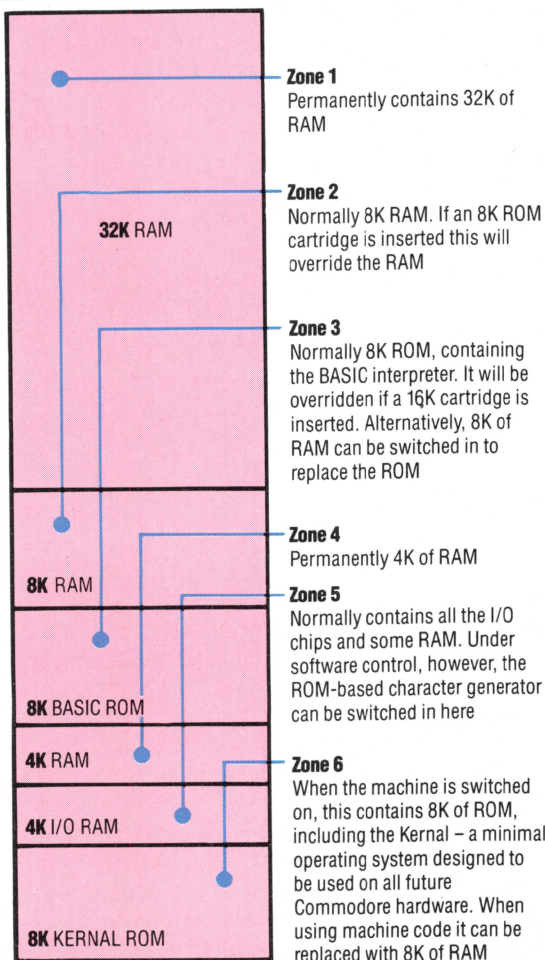 Zone 1
Permanently contains 32K of
RAM
Zone 2
Normally 8K RAM. If an 8K ROM
cartridge is inserted this will
override the RAM
32K RAM
Zone 3
Normally 8K ROM, containing
the BASIC interpreter. It will be
overridden if a 16K cartridge is
inserted. Alternatively, 8K of
RAM can be switched in to
replace the ROM
Zone 4
Permanently 4K of RAM
8K RAM
Zone 5
Normally contains all the I/O
chips and some RAM. Under
software control, however, the
ROM-based character generator
can be switched in here
8K BASIC ROM
4K RAM
4K I/O RAM
Zone 6
When the machine is switched
on, this contains 8K of ROM,
including the Kernal – a minimal
operating system designed to
be used on all future
Commodore hardware. When
using machine code it can be
replaced with 8K of RAM
8K KERNAL ROM